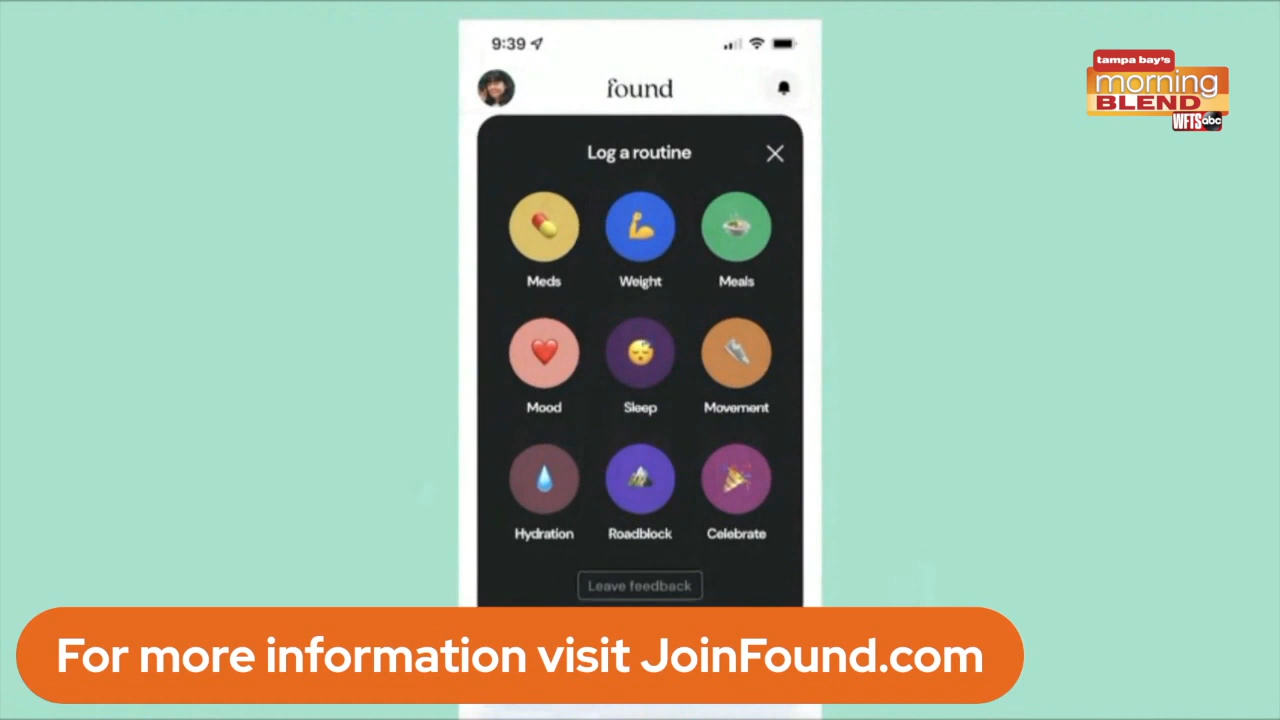 9:39
found
tampa bay's
morning
BLEND
WFTS abc
Log a routine
Meds
Weight
Meals
Mood
Sleep
Movement
Hydration
Roadblock
Celebrate
Leave feedback
For more information visit JoinFound.com